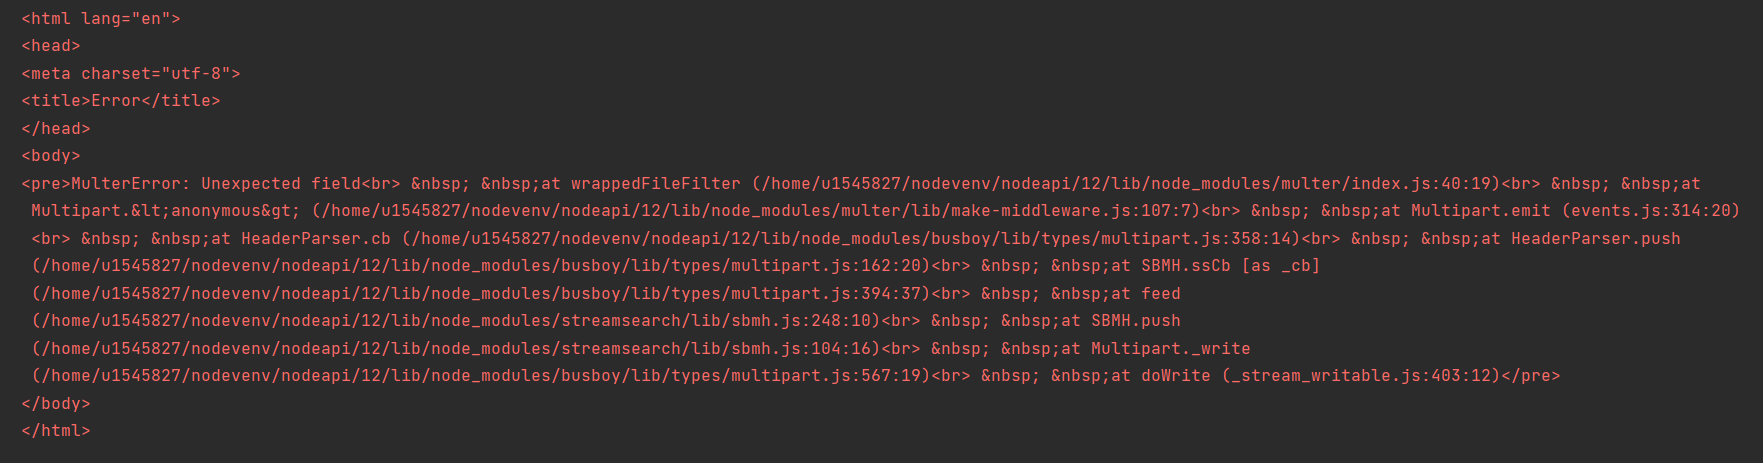 <html lang="en">
<head>
<meta charset="utf-8">
<title>Error</title>
</head>
<body>
<pre>MulterError: Unexpected field<br> &nbsp; &nbsp;at wrappedFileFilter (/home/u1545827/nodevenv/nodeapi/12/lib/node_modules/multer/index.js:40:19)<br> &nbsp; &nbsp;at
Multipart.&lt;anonymous&gt; (/home/u1545827/nodevenv/nodeapi/12/lib/node_modules/multer/lib/make-middleware.js:107:7)<br> &nbsp; &nbsp;at Multipart.emit (events.js:314:20)
<br> &nbsp; &nbsp;at HeaderParser.cb (/home/u1545827/nodevenv/nodeapi/12/lib/node_modules/busboy/lib/types/multipart.js:358:14)<br> &nbsp; &nbsp;at HeaderParser.push
(/home/u1545827/nodevenv/nodeapi/12/lib/node_modules/busboy/lib/types/multipart.js:162:20)<br> &nbsp; &nbsp;at SBMH.ssCb [as _cb]
(/home/u1545827/nodevenv/nodeapi/12/lib/node_modules/busboy/lib/types/multipart.js:394:37)<br> &nbsp; &nbsp;at feed
(/home/u1545827/nodevenv/nodeapi/12/lib/node_modules/streamsearch/lib/sbmh.js:248:10)<br> &nbsp; &nbsp;at SBMH.push
(/home/u1545827/nodevenv/nodeapi/12/lib/node_modules/streamsearch/lib/sbmh.js:104:16)<br> &nbsp; &nbsp;at Multipart._write
(/home/u1545827/nodevenv/nodeapi/12/lib/node_modules/busboy/lib/types/multipart.js:567:19)<br> &nbsp; &nbsp;at doWrite (_stream_writable.js:403:12)</pre>
</body>
</html>